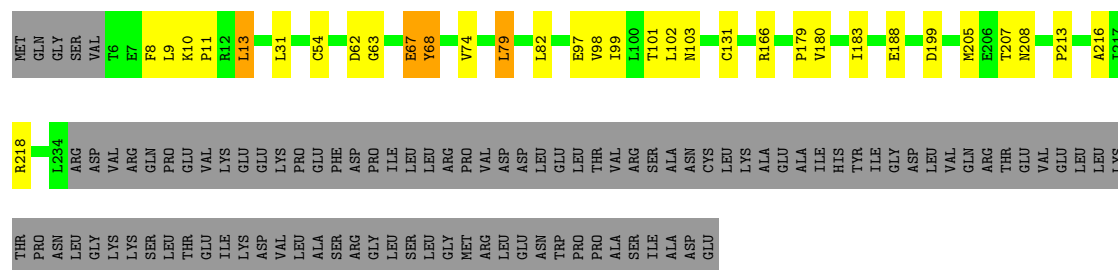 MET GLN GLY SER VAL T6 E7 F8 L9 K10 P11 R12 L13 L31 C54 D62 G63 E67 Y68 V74 L79 L82 E97 V98 I99 L100 T101 L102 N103 C131 R166 P179 V180 I183 E188 D199 M205 E206 T207 N208 P213 A216 I217
R218 L234 ARG ASP VAL ARG GLN PRO GLU VAL LYS GLU GLU LYS PRO GLU PHE ASP PRO ILE LEU LEU ARG PRO VAL ASP ASP LEU GLU LEU THR VAL ARG SER ALA ASN CYS LEU LYS ALA GLU ALA ILE HIS TYR ILE GLY ASP LEU VAL GLN ARG THR GLU VAL GLU LEU LEU LYS
THR PRO ASN LEU GLY LYS LYS SER LEU THR GLU ILE LYS ASP VAL LEU ALA SER ARG GLY LEU SER LEU GLY MET ARG LEU GLU ASN TRP PRO PRO ALA SER ILE ALA ASP GLU